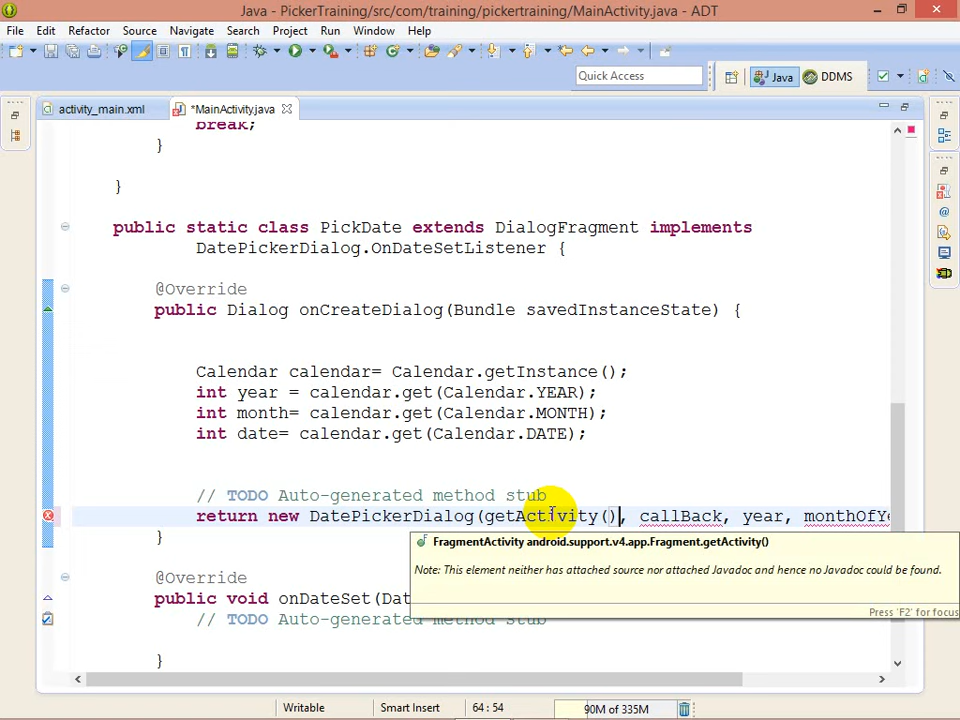 Java - PickerTraining/src/com/training/pickertraining/MainActivity.java - ADT
File Edit Refactor Source Navigate Search Project Run Window Help
Quick Access
Java
DDMS
activity_main.xml
*MainActivity.java
break;
}
}
public static class PickDate extends DialogFragment implements
DatePickerDialog.OnDateSetListener {
@Override
public Dialog onCreateDialog(Bundle savedInstanceState) {
Calendar calendar= Calendar.getInstance();
int year = calendar.get(Calendar.YEAR);
int month= calendar.get(Calendar.MONTH);
int date= calendar.get(Calendar.DATE);
// TODO Auto-generated method stub
return new DatePickerDialog(getActivity(), callBack, year, monthOfYe
}
FragmentActivity android.support.v4.app.Fragment.getActivity()
Note: This element neither has attached source nor attached Javadoc and hence no Javadoc could be found.
Press 'F2' for focus
@Override
public void onDateSet(Dat
// TODO Auto-generated method stub
}
Writable
Smart Insert
64 : 54
90M of 335M